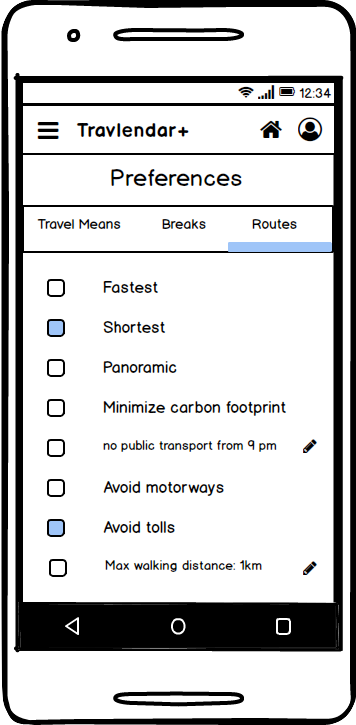 12:34
Travlendar+
Preferences
Travel Means Breaks Routes
Fastest
Shortest
Panoramic
Minimize carbon footprint
no public transport from 9 pm
Avoid motorways
Avoid tolls
Max walking distance: 1km